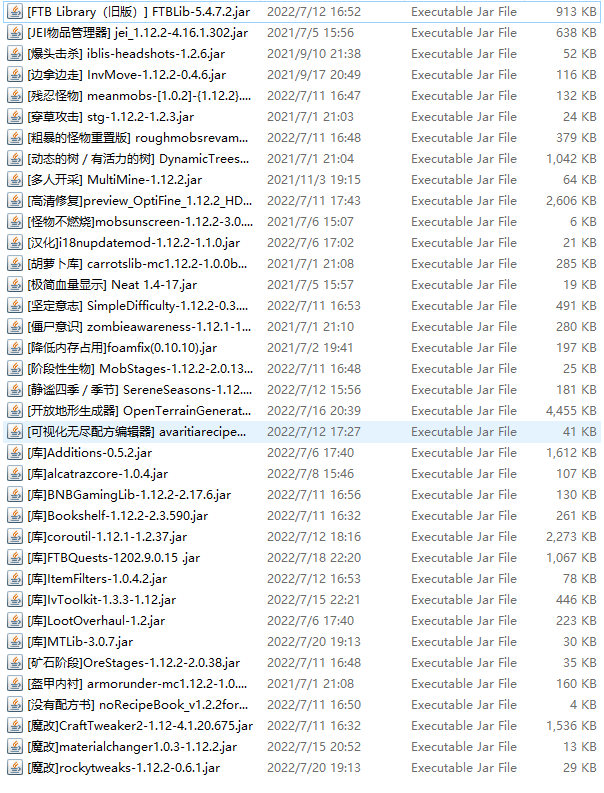 [FTB Library（旧版）] FTBLib-5.4.7.2.jar 2022/7/12 16:52 Executable Jar File 913 KB
[JEI物品管理器] jei_1.12.2-4.16.1.302.jar 2021/7/5 15:56 Executable Jar File 638 KB
[爆头击杀] iblis-headshots-1.2.6.jar 2021/9/10 21:38 Executable Jar File 52 KB
[边拿边走] InvMove-1.12.2-0.4.6.jar 2021/9/17 20:49 Executable Jar File 116 KB
[残忍怪物] meanmobs-[1.0.2]-{1.12.2}.... 2022/7/11 16:47 Executable Jar File 132 KB
[穿草攻击] stg-1.12.2-1.2.3.jar 2021/7/1 21:03 Executable Jar File 24 KB
[粗暴的怪物重置版] roughmobsrevam... 2022/7/11 16:48 Executable Jar File 379 KB
[动态的树 / 有活力的树] DynamicTrees... 2021/7/1 21:04 Executable Jar File 1,042 KB
[多人开采] MultiMine-1.12.2.jar 2021/11/3 19:15 Executable Jar File 64 KB
[高清修复]preview_OptiFine_1.12.2_HD... 2022/7/11 17:43 Executable Jar File 2,606 KB
[怪物不燃烧]mobsunscreen-1.12.2-3.0.... 2021/7/6 15:07 Executable Jar File 6 KB
[汉化]i18nupdatemod-1.12.2-1.1.0.jar 2022/7/6 17:02 Executable Jar File 21 KB
[胡萝卜库] carrotslib-mc1.12.2-1.0.0b... 2021/7/1 21:08 Executable Jar File 285 KB
[极简血量显示] Neat 1.4-17.jar 2021/7/5 15:57 Executable Jar File 19 KB
[坚定意志] SimpleDifficulty-1.12.2-0.3.... 2022/7/11 16:53 Executable Jar File 491 KB
[僵尸意识] zombieawareness-1.12.1-1... 2021/7/1 21:10 Executable Jar File 280 KB
[降低内存占用]foamfix(0.10.10).jar 2021/7/2 19:41 Executable Jar File 197 KB
[阶段性生物] MobStages-1.12.2-2.0.13... 2022/7/11 16:48 Executable Jar File 25 KB
[静谧四季 / 季节] SereneSeasons-1.12.... 2022/7/12 15:56 Executable Jar File 181 KB
[开放地形生成器] OpenTerrainGenerat... 2022/7/16 20:39 Executable Jar File 4,455 KB
[可视化无尽配方编辑器] avaritiarecipe... 2022/7/12 17:27 Executable Jar File 41 KB
[库]Additions-0.5.2.jar 2022/7/6 17:40 Executable Jar File 1,612 KB
[库]alcatrazcore-1.0.4.jar 2022/7/8 15:46 Executable Jar File 107 KB
[库]BNBGamingLib-1.12.2-2.17.6.jar 2022/7/11 16:56 Executable Jar File 130 KB
[库]Bookshelf-1.12.2-2.3.590.jar 2022/7/11 16:32 Executable Jar File 261 KB
[库]coroutil-1.12.1-1.2.37.jar 2022/7/12 18:16 Executable Jar File 2,273 KB
[库]FTBQuests-1202.9.0.15 .jar 2022/7/18 22:20 Executable Jar File 1,067 KB
[库]ItemFilters-1.0.4.2.jar 2022/7/12 16:53 Executable Jar File 78 KB
[库]IvToolkit-1.3.3-1.12.jar 2022/7/15 22:21 Executable Jar File 446 KB
[库]LootOverhaul-1.2.jar 2022/7/6 17:40 Executable Jar File 223 KB
[库]MTLib-3.0.7.jar 2022/7/20 19:13 Executable Jar File 30 KB
[矿石阶段]OreStages-1.12.2-2.0.38.jar 2022/7/11 16:48 Executable Jar File 35 KB
[盔甲内衬] armorunder-mc1.12.2-1.0.... 2021/7/1 21:08 Executable Jar File 160 KB
[没有配方书] noRecipeBook_v1.2.2for... 2022/7/11 16:50 Executable Jar File 4 KB
[魔改]CraftTweaker2-1.12-4.1.20.675.jar 2022/7/11 16:32 Executable Jar File 1,536 KB
[魔改]materialchanger1.0.3-1.12.2.jar 2022/7/15 20:52 Executable Jar File 13 KB
[魔改]rockytweaks-1.12.2-0.6.1.jar 2022/7/20 19:13 Executable Jar File 29 KB